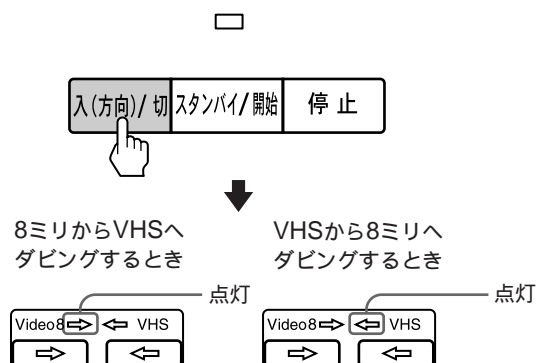 入(方向)/切 スタンバイ/開始 停止
8ミリからVHSへ
ダビングするとき
VHSから8ミリへ
ダビングするとき
点灯
点灯
Video8 ⇨ ⇦ VHS
Video8 ⇨ ⇦ VHS